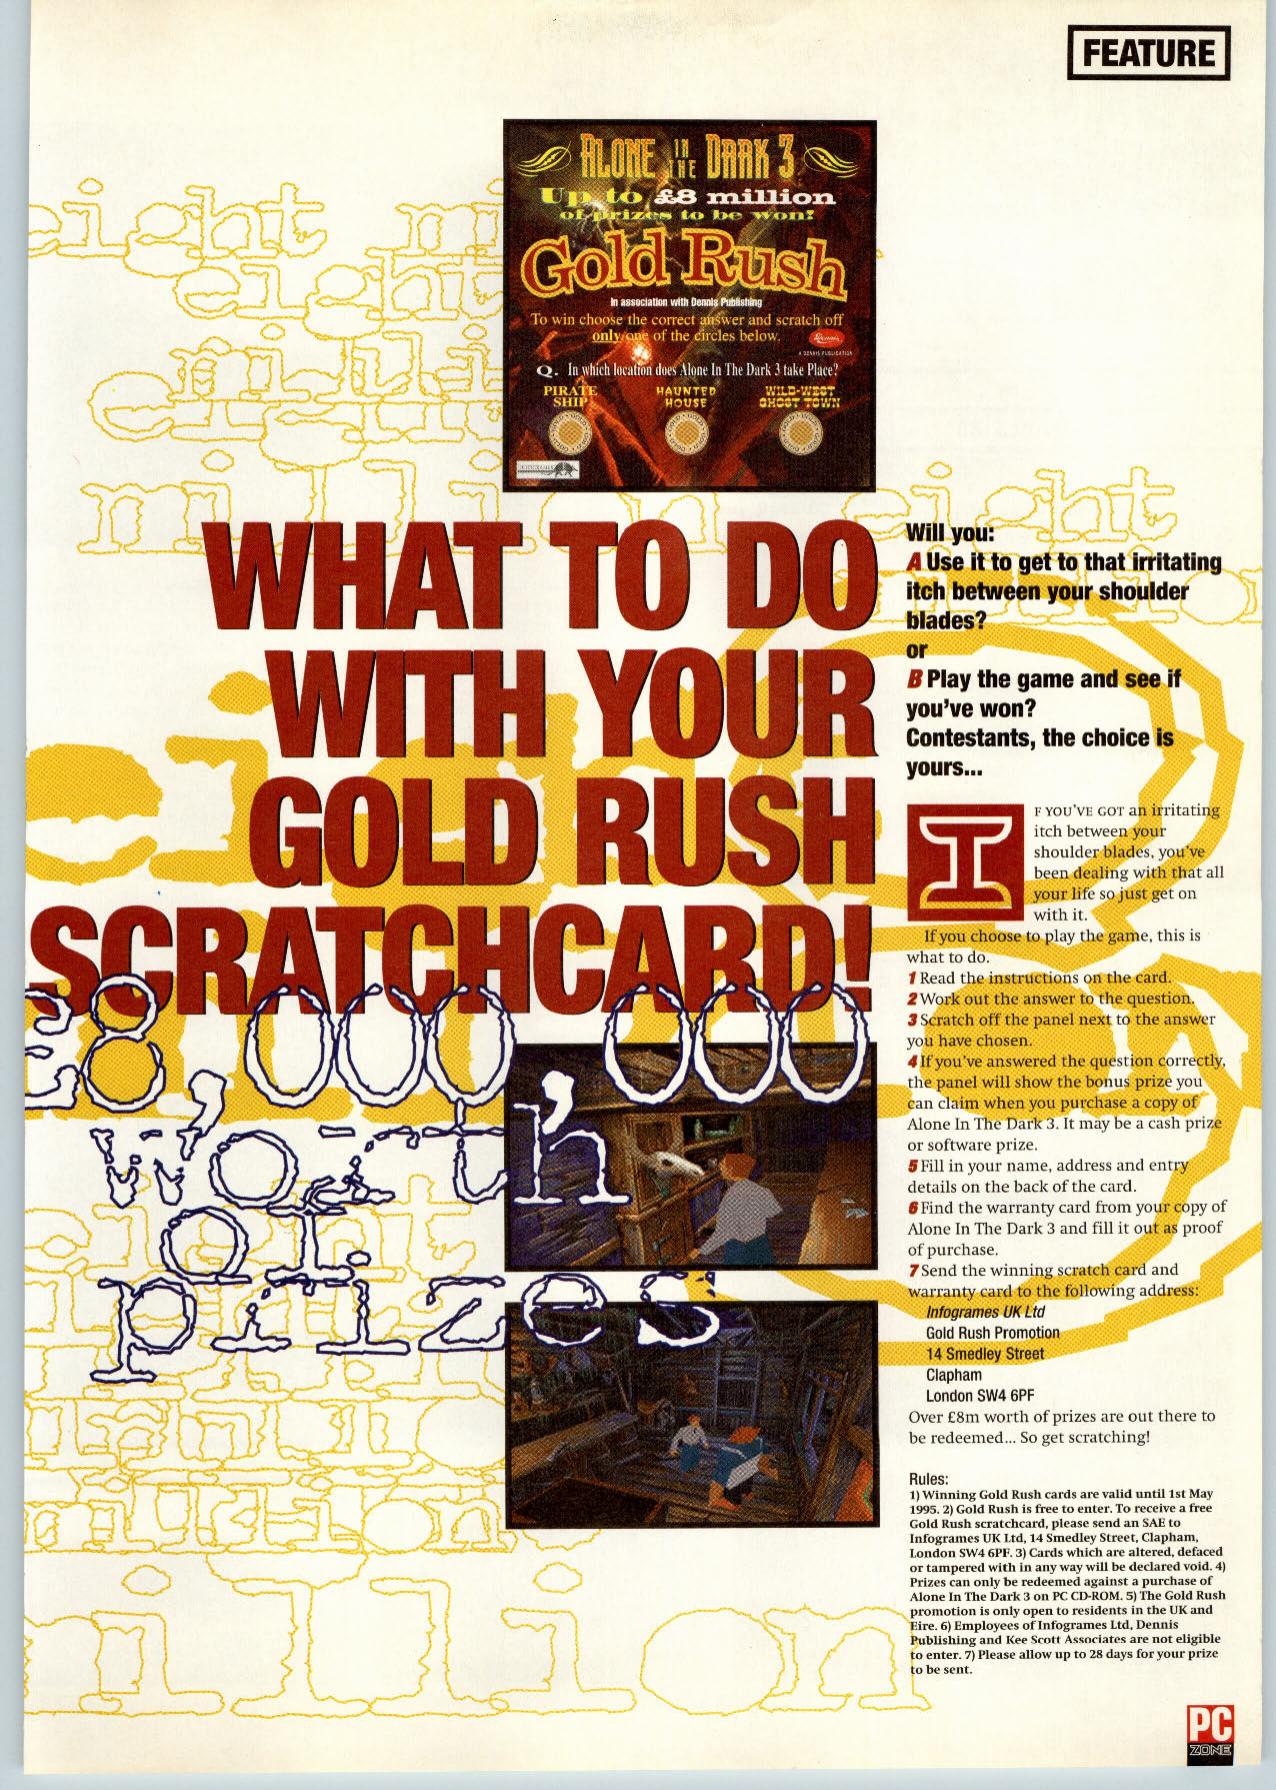 FEATURE
ALONE IN THE DARK 3
Up to £8 million
of prizes to be won!
Gold Rush
In association with Dennis Publishing
To win choose the correct answer and scratch off
only one of the circles below.
Dennis
A DENNIS PUBLICATION
Q. In which location does Alone In The Dark 3 take Place?
PIRATE SHIP
HAUNTED HOUSE
WILD-WEST GHOST TOWN
eight mi
eight
milli
eight
million eight
million
WHAT TO DO
WITH YOUR
GOLD RUSH
SCRATCHCARD!
£8,000,000
worth
of
prizes
Will you:
A Use it to get to that irritating
itch between your shoulder
blades?
or
B Play the game and see if
you've won?
Contestants, the choice is
yours...
IF YOU'VE GOT an irritating
itch between your
shoulder blades, you've
been dealing with that all
your life so just get on
with it.
If you choose to play the game, this is
what to do.
1 Read the instructions on the card.
2 Work out the answer to the question.
3 Scratch off the panel next to the answer
you have chosen.
4 If you've answered the question correctly,
the panel will show the bonus prize you
can claim when you purchase a copy of
Alone In The Dark 3. It may be a cash prize
or software prize.
5 Fill in your name, address and entry
details on the back of the card.
6 Find the warranty card from your copy of
Alone In The Dark 3 and fill it out as proof
of purchase.
7 Send the winning scratch card and
warranty card to the following address:
Infogrames UK Ltd
Gold Rush Promotion
14 Smedley Street
Clapham
London SW4 6PF
Over £8m worth of prizes are out there to
be redeemed... So get scratching!
Rules:
1) Winning Gold Rush cards are valid until 1st May
1995. 2) Gold Rush is free to enter. To receive a free
Gold Rush scratchcard, please send an SAE to
Infogrames UK Ltd, 14 Smedley Street, Clapham,
London SW4 6PF. 3) Cards which are altered, defaced
or tampered with in any way will be declared void. 4)
Prizes can only be redeemed against a purchase of
Alone In The Dark 3 on PC CD-ROM. 5) The Gold Rush
promotion is only open to residents in the UK and
Eire. 6) Employees of Infogrames Ltd, Dennis
Publishing and Kee Scott Associates are not eligible
to enter. 7) Please allow up to 28 days for your prize
to be sent.
million
PC
ZONE